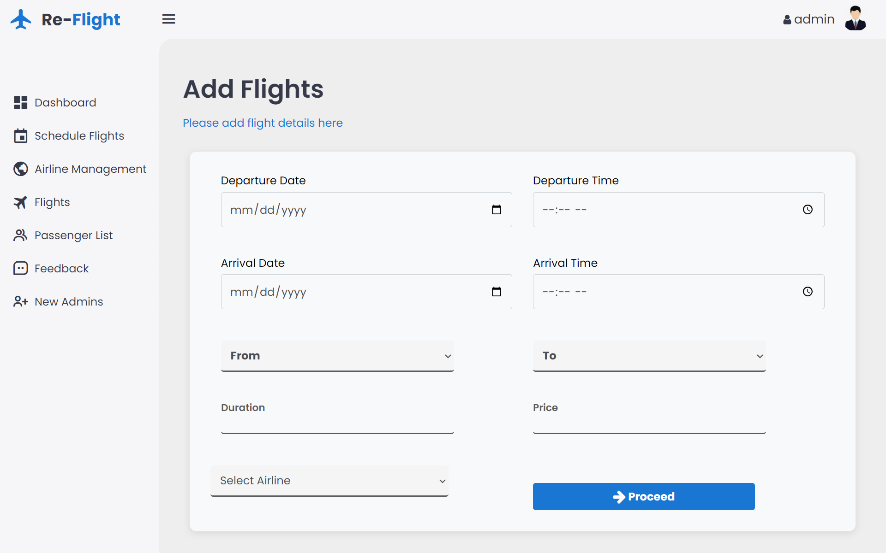 Re-Flight
admin
Dashboard
Schedule Flights
Airline Management
Flights
Passenger List
Feedback
New Admins
Add Flights
Please add flight details here
Departure Date
Departure Time
mm/dd/yyyy
--:-- --
Arrival Date
Arrival Time
mm/dd/yyyy
--:-- --
From
To
Duration
Price
Select Airline
Proceed